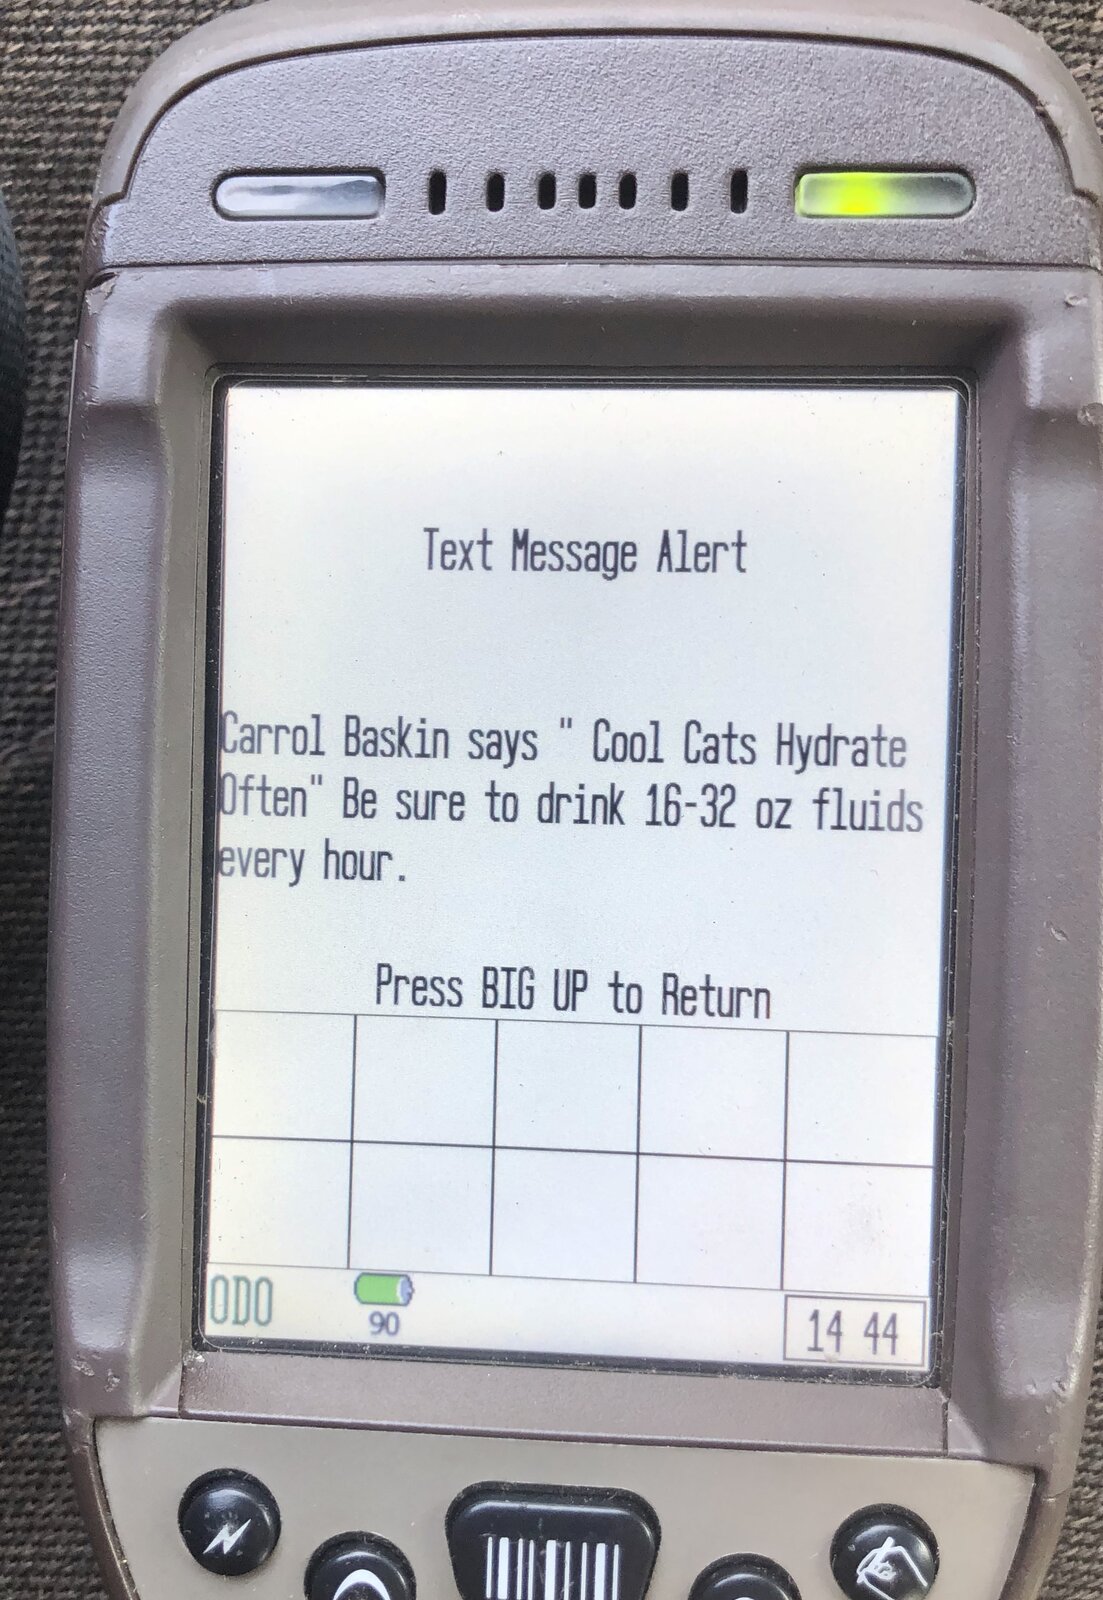 Text Message Alert
Carrol Baskin says " Cool Cats Hydrate
Often" Be sure to drink 16-32 oz fluids
every hour.
Press BIG UP to Return
ODO
90
14 44